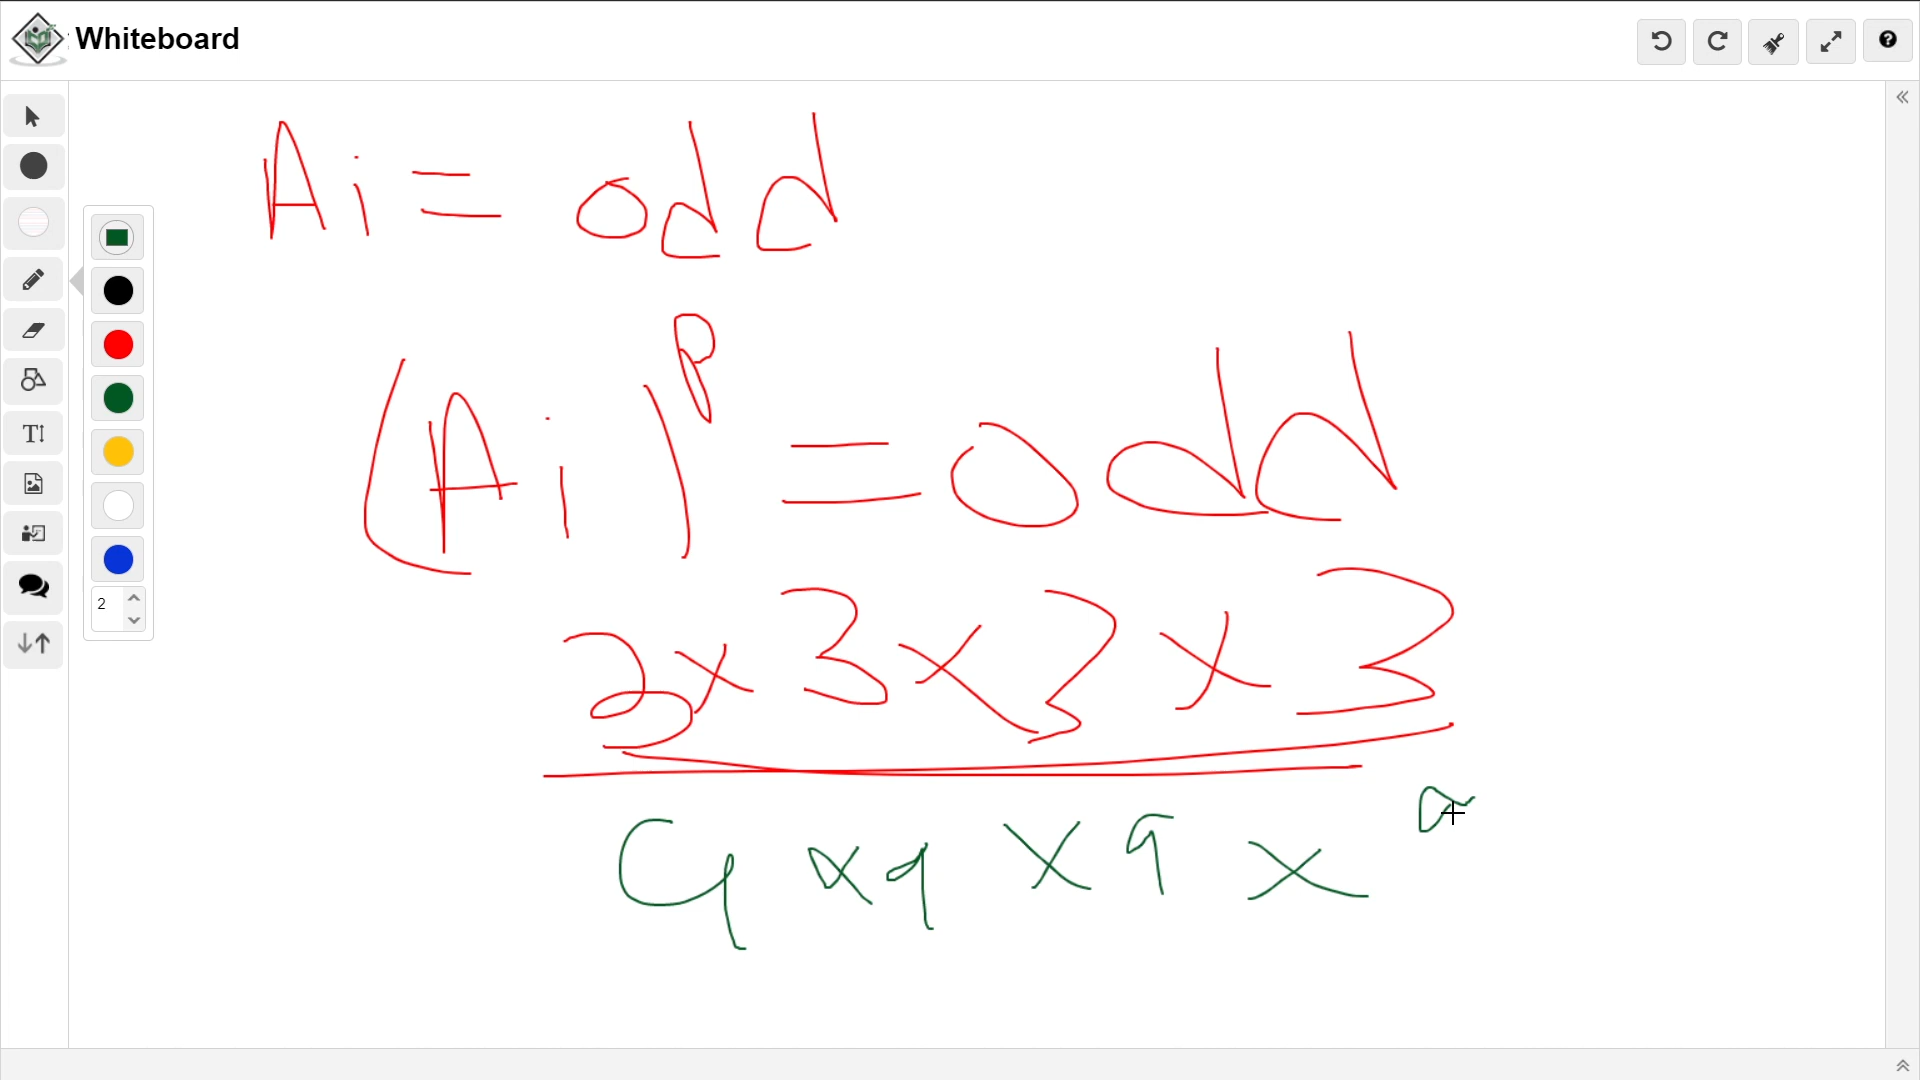 Whiteboard
Ai = odd
(Ai)^p = odd
3 x 3 x 3 x 3
9 x 9 x 9 x
2